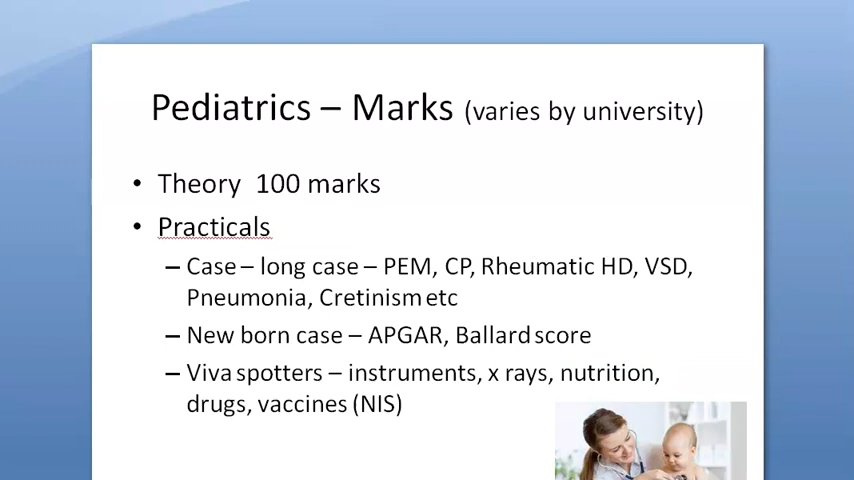 Pediatrics – Marks (varies by university)
• Theory 100 marks
• Practicals
– Case – long case – PEM, CP, Rheumatic HD, VSD,
Pneumonia, Cretinism etc
– New born case – APGAR, Ballard score
– Viva spotters – instruments, x rays, nutrition,
drugs, vaccines (NIS)